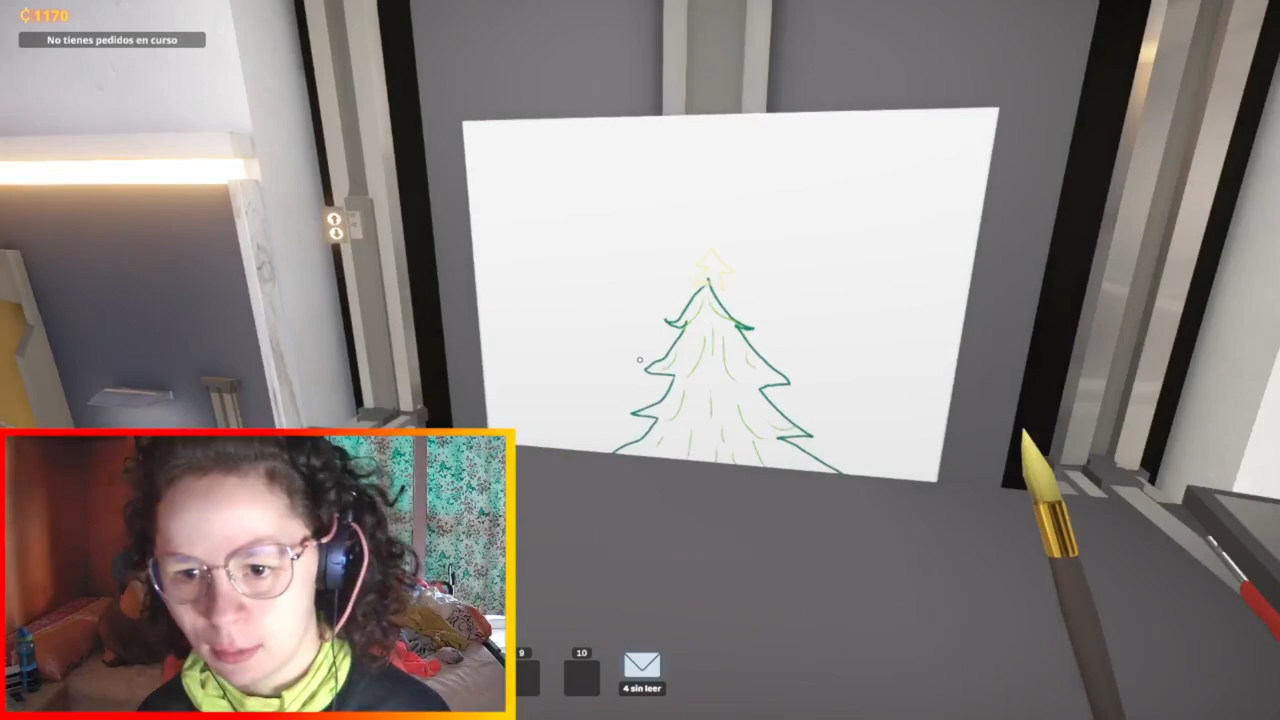 ₵1170
No tienes pedidos en curso
9
10
4 sin leer